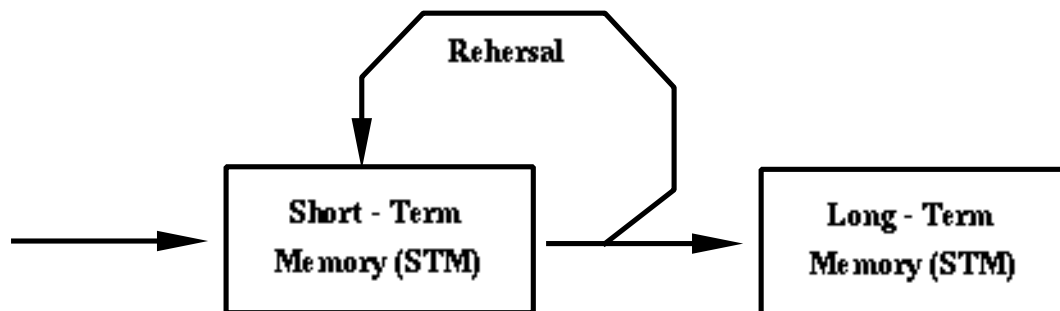 Rehersal
Short - Term
Memory (STM)
Long - Term
Memory (STM)